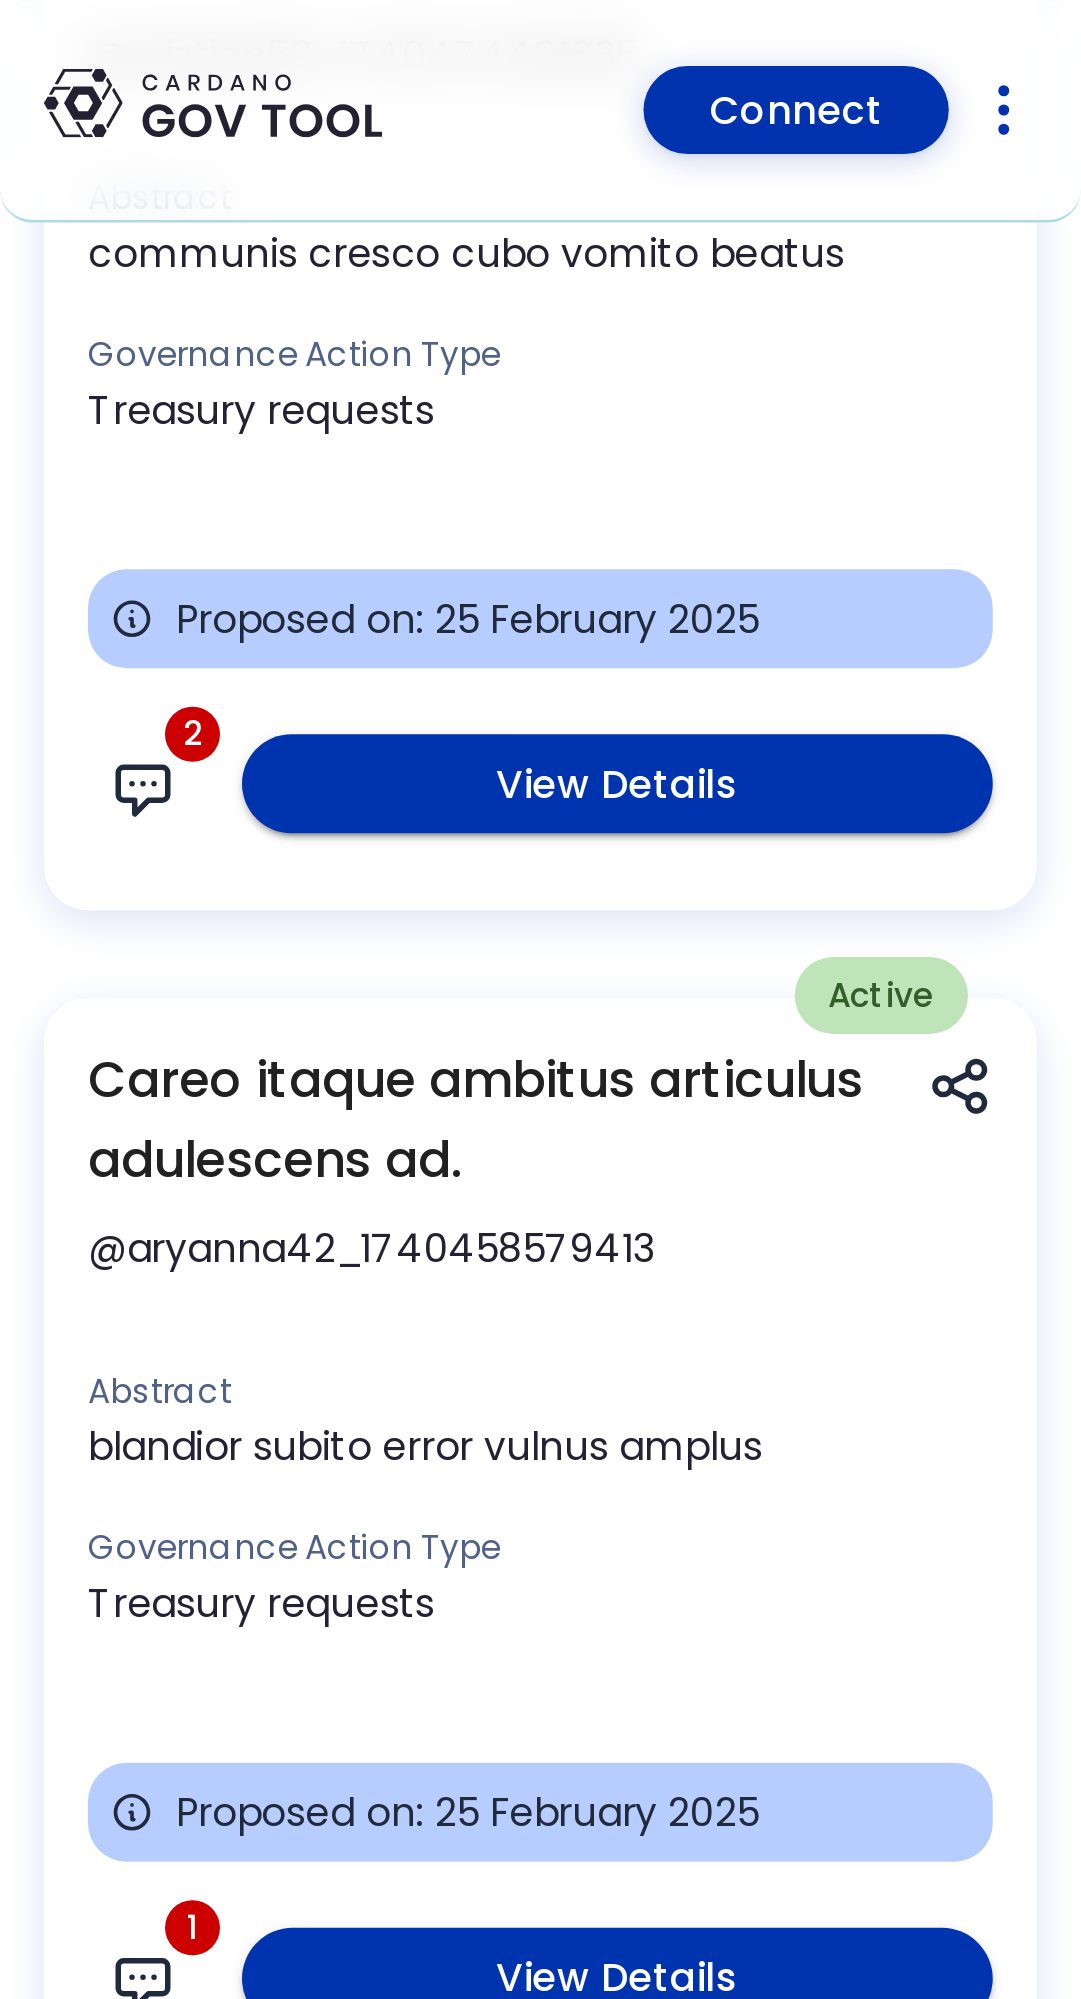 CARDANO
GOV TOOL
Connect
Abstract
communis cresco cubo vomito beatus
Governance Action Type
Treasury requests
Proposed on: 25 February 2025
2
View Details
Active
Careo itaque ambitus articulus
adulescens ad.
@aryanna42_1740458579413
Abstract
blandior subito error vulnus amplus
Governance Action Type
Treasury requests
Proposed on: 25 February 2025
1
View Details